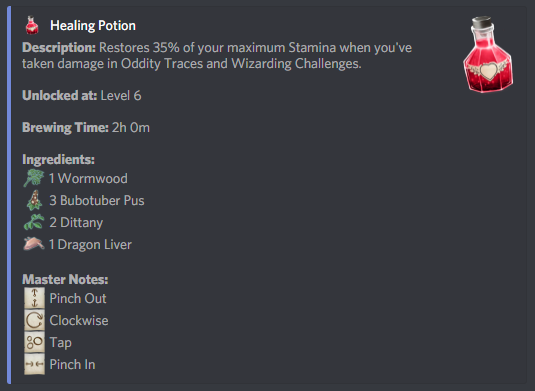 Healing Potion
Description: Restores 35% of your maximum Stamina when you've
taken damage in Oddity Traces and Wizarding Challenges.
Unlocked at: Level 6
Brewing Time: 2h 0m
Ingredients:
1 Wormwood
3 Bubotuber Pus
2 Dittany
1 Dragon Liver
Master Notes:
Pinch Out
Clockwise
Tap
Pinch In